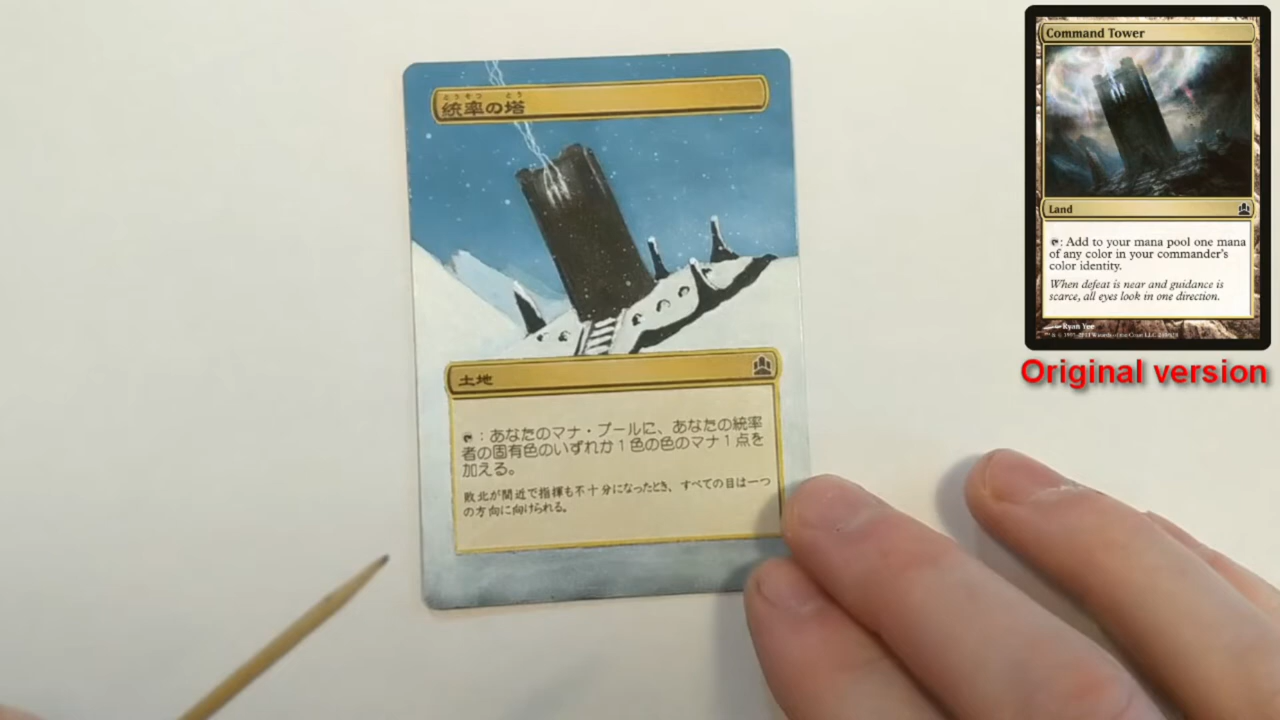 とうそつ とう
統率の塔
土地
：あなたのマナ・プールに、あなたの統率
者の固有色のいずれか１色の色のマナ１点を
加える。
敗北が間近で指揮も不十分になったとき、すべての目は一つ
の方向に向けられる。
Command Tower
Land
: Add to your mana pool one mana
of any color in your commander's
color identity.
When defeat is near and guidance is
scarce, all eyes look in one direction.
Ryan Yee
Original version